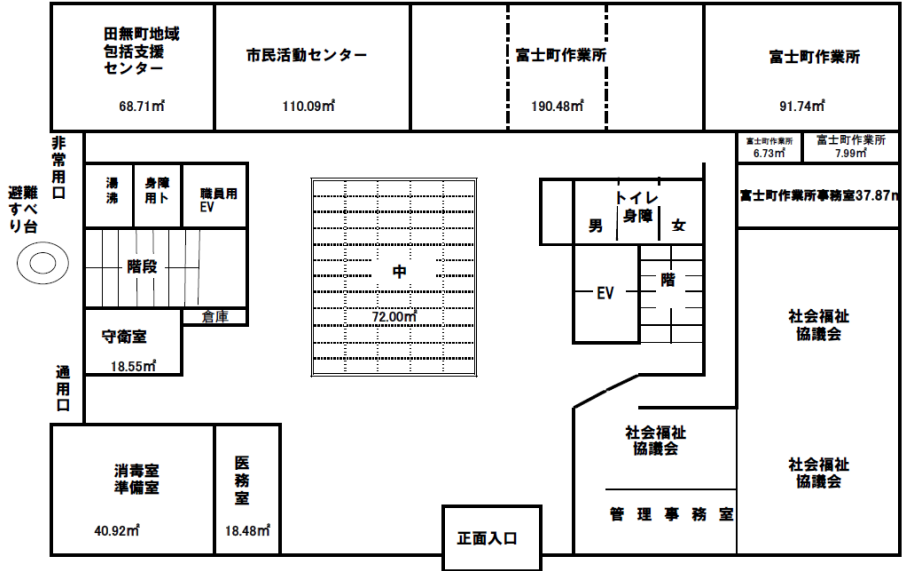 田無町地域
包括支援
センター
68.71㎡
市民活動センター
110.09㎡
富士町作業所
190.48㎡
富士町作業所
91.74㎡
富士町作業所
6.73㎡
富士町作業所
7.99㎡
富士町作業所事務室37.87㎡
非常用口
避難
すべ
り台
湯沸
身障
用ト
職員用
EV
階段
倉庫
守衛室
18.55㎡
通用口
中
72.00㎡
トイレ
身障
男
女
EV
階
社会福祉
協議会
社会福祉
協議会
社会福祉
協議会
管理事務室
消毒室
準備室
40.92㎡
医務室
18.48㎡
正面入口